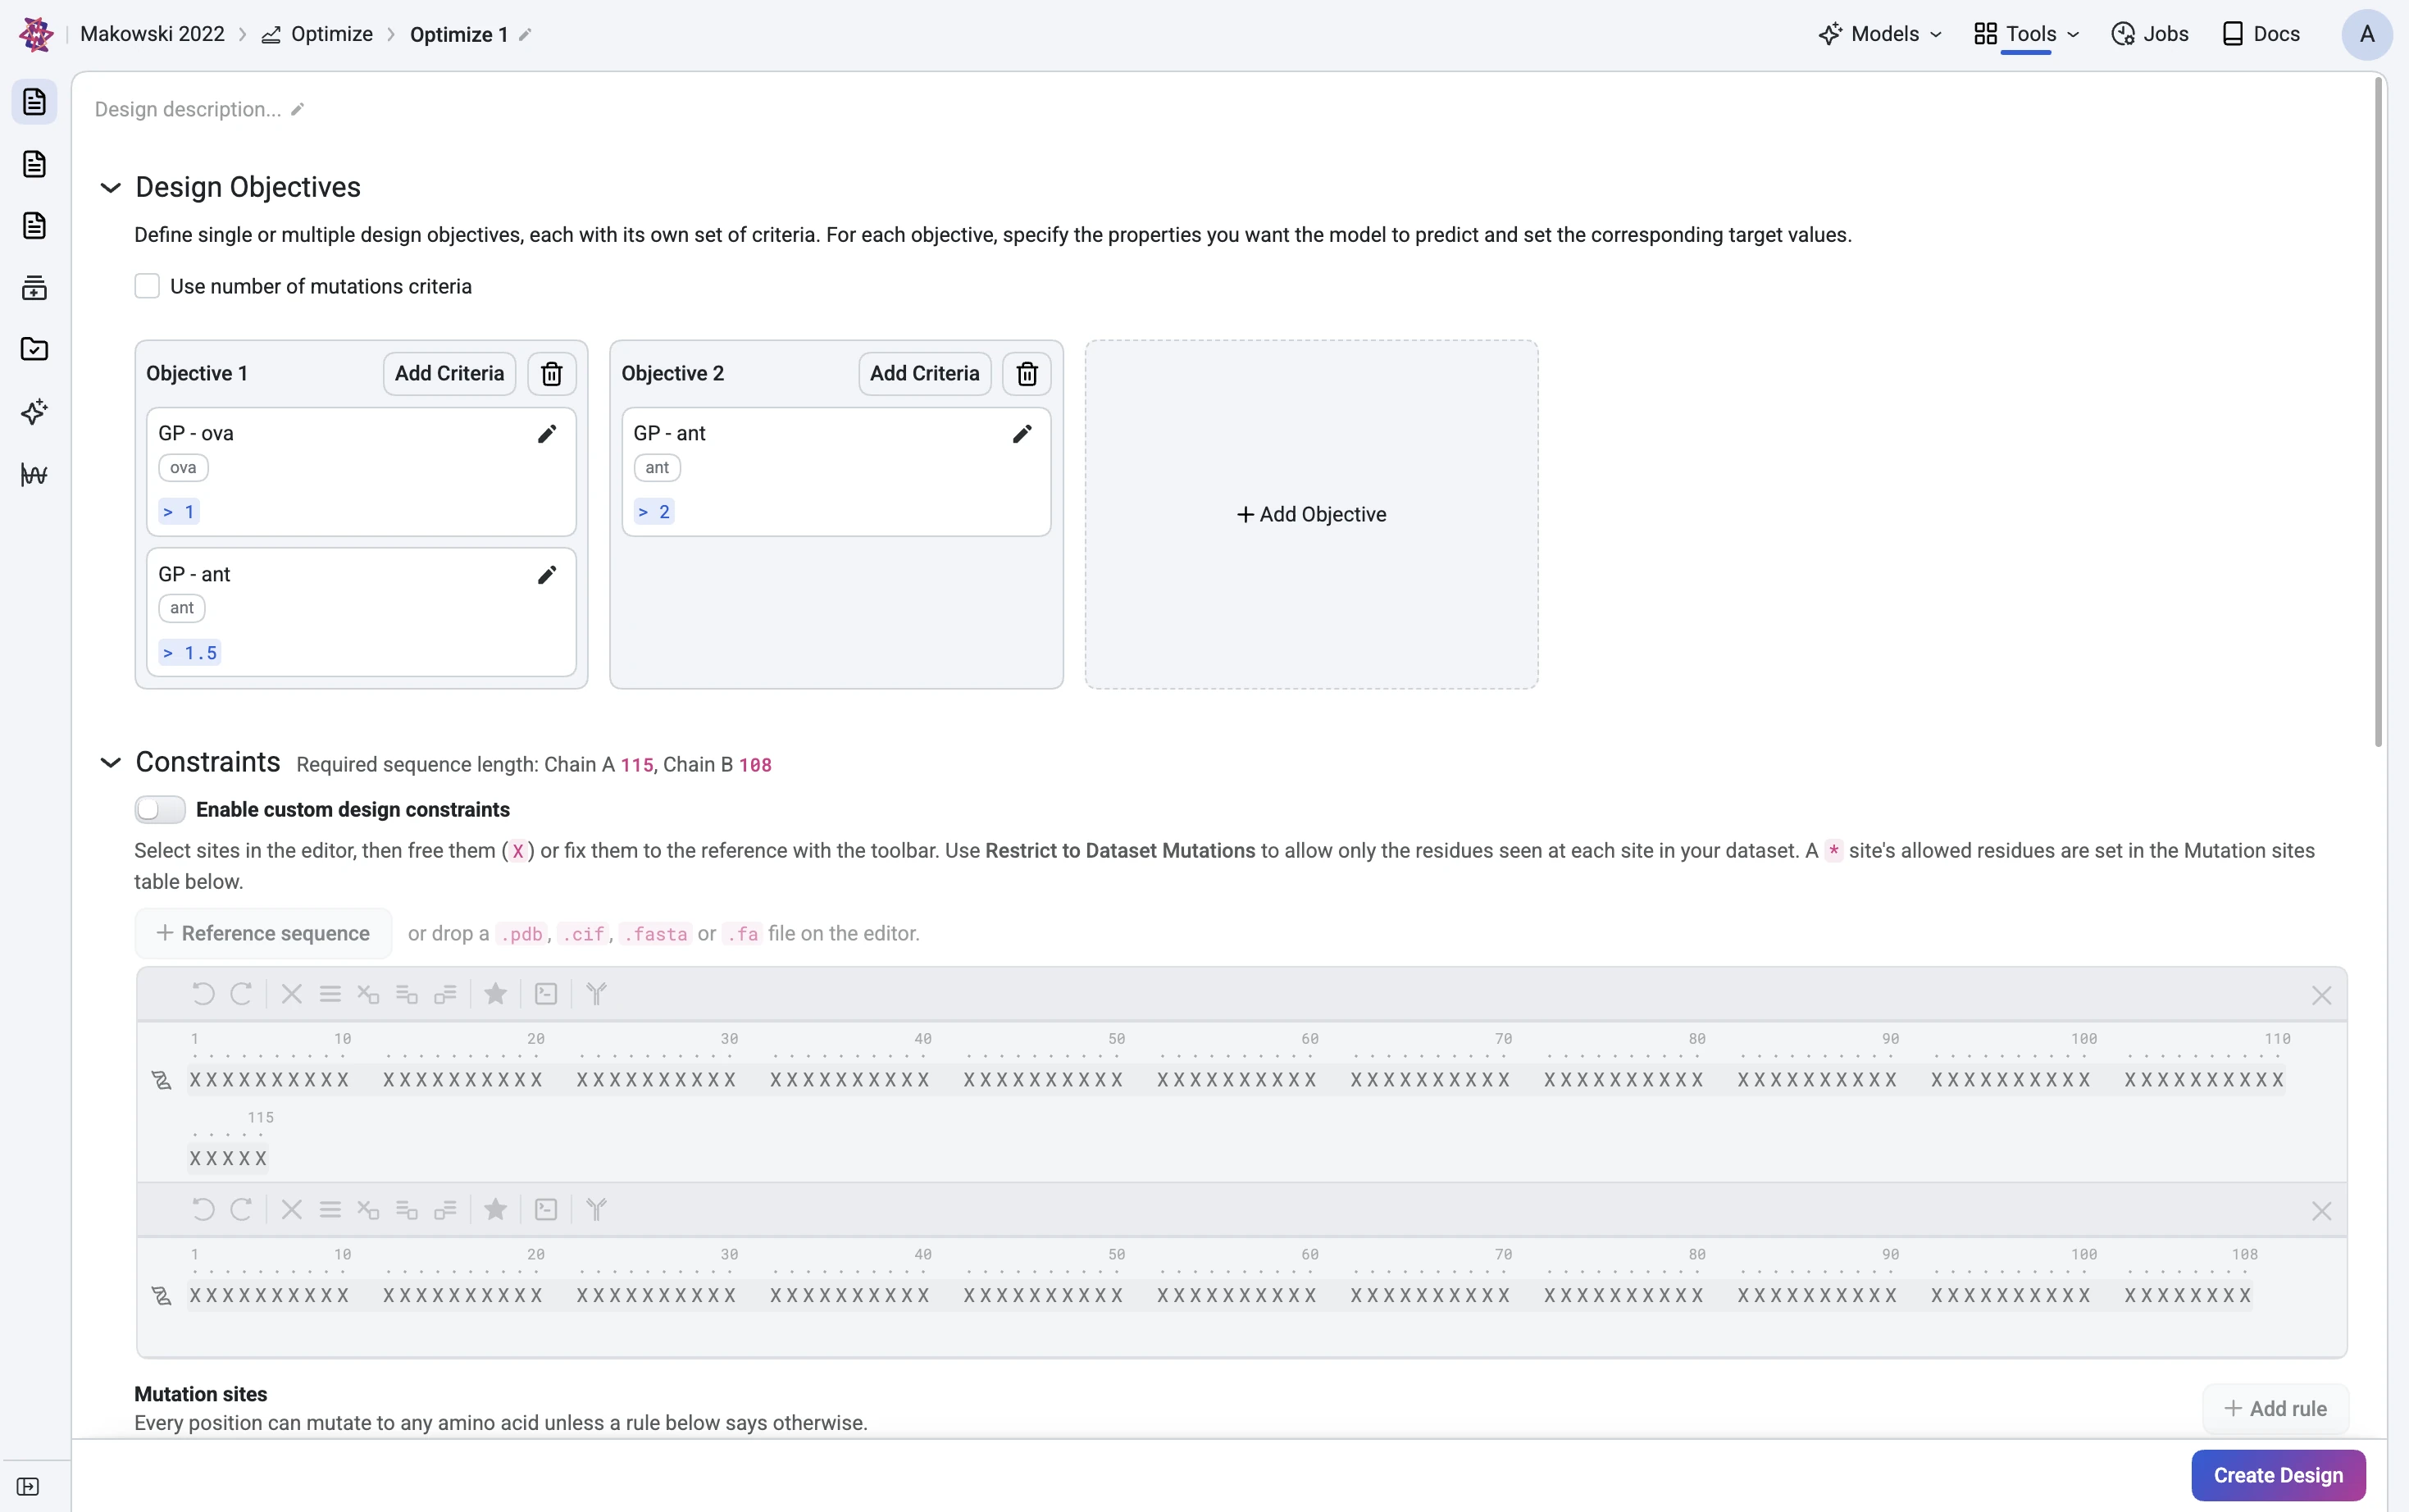 Makowski 2022 > Optimize > Optimize 1
Models Tools Jobs Docs A
Design description...
Design Objectives
Define single or multiple design objectives, each with its own set of criteria. For each objective, specify the properties you want the model to predict and set the corresponding target values.
Use number of mutations criteria
Objective 1 Add Criteria
GP - ova
ova
> 1
GP - ant
ant
> 1.5
Objective 2 Add Criteria
GP - ant
ant
> 2
+ Add Objective
Constraints Required sequence length: Chain A 115, Chain B 108
Enable custom design constraints
Select sites in the editor, then free them (X) or fix them to the reference with the toolbar. Use Restrict to Dataset Mutations to allow only the residues seen at each site in your dataset. A * site's allowed residues are set in the Mutation sites
table below.
+ Reference sequence or drop a .pdb, .cif, .fasta or .fa file on the editor.
1 10 20 30 40 50 60 70 80 90 100 110
XXXXXXXXXX XXXXXXXXXX XXXXXXXXXX XXXXXXXXXX XXXXXXXXXX XXXXXXXXXX XXXXXXXXXX XXXXXXXXXX XXXXXXXXXX XXXXXXXXXX XXXXXXXXXX
115
XXXXX
1 10 20 30 40 50 60 70 80 90 100 108
XXXXXXXXXX XXXXXXXXXX XXXXXXXXXX XXXXXXXXXX XXXXXXXXXX XXXXXXXXXX XXXXXXXXXX XXXXXXXXXX XXXXXXXXXX XXXXXXXXXX XXXXXXXX
Mutation sites
Every position can mutate to any amino acid unless a rule below says otherwise.
+ Add rule
Create Design